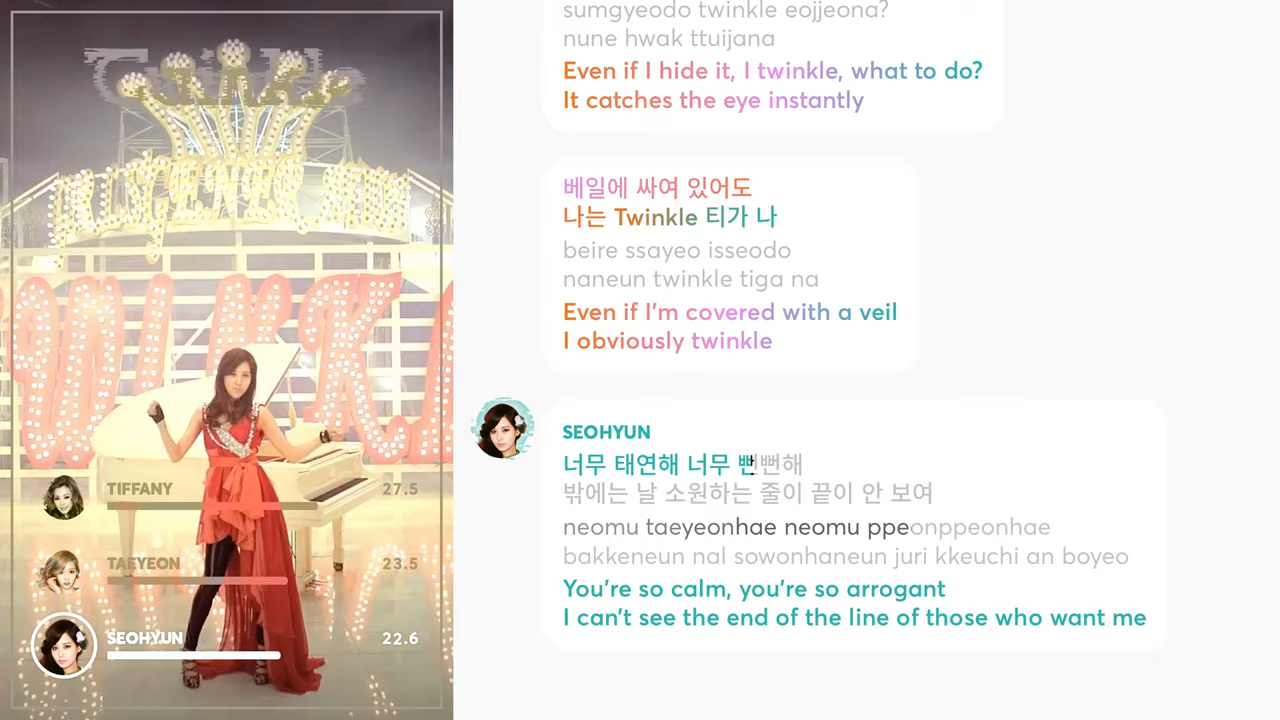 Twinkle
TWINKL
TIFFANY 27.5
TAEYEON 23.5
SEOHYUN 22.6
sumgyeodo twinkle eojjeona?
nune hwak ttuijana
Even if I hide it, I twinkle, what to do?
It catches the eye instantly
베일에 싸여 있어도
나는 Twinkle 티가 나
beire ssayeo isseodo
naneun twinkle tiga na
Even if I'm covered with a veil
I obviously twinkle
SEOHYUN
너무 태연해 너무 뻔뻔해
밖에는 날 소원하는 줄이 끝이 안 보여
neomu taeyeonhae neomu ppeonppeonhae
bakkeneun nal sowonhaneun juri kkeuchi an boyeo
You're so calm, you're so arrogant
I can't see the end of the line of those who want me